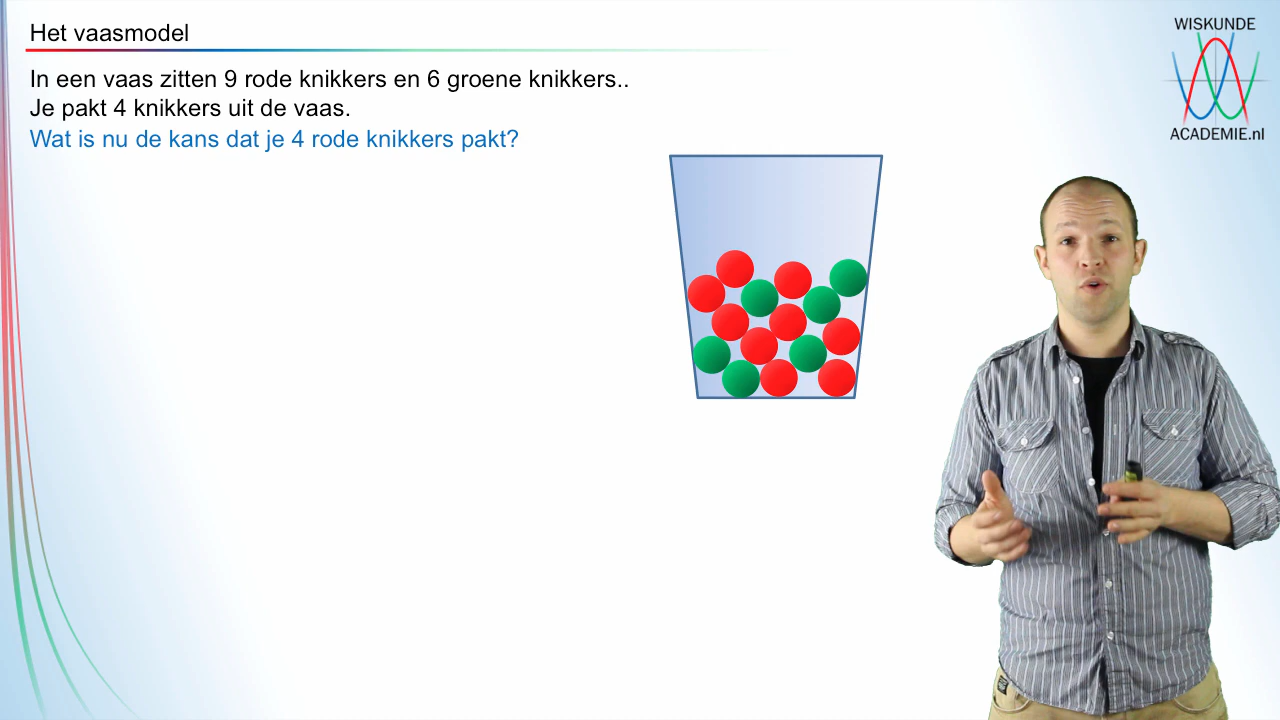 Het vaasmodel
In een vaas zitten 9 rode knikkers en 6 groene knikkers..
Je pakt 4 knikkers uit de vaas.
Wat is nu de kans dat je 4 rode knikkers pakt?
WISKUNDE
ACADEMIE.nl